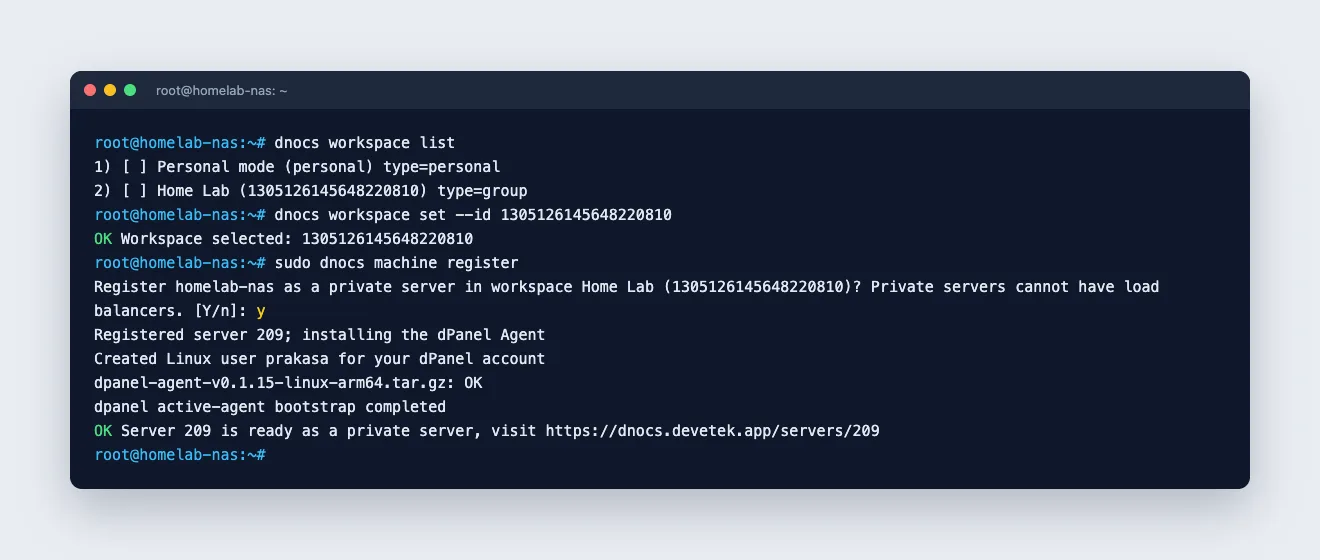 root@homelab-nas: ~
root@homelab-nas:~# dnocs workspace list
1) [ ] Personal mode (personal) type=personal
2) [ ] Home Lab (1305126145648220810) type=group
root@homelab-nas:~# dnocs workspace set --id 1305126145648220810
OK Workspace selected: 1305126145648220810
root@homelab-nas:~# sudo dnocs machine register
Register homelab-nas as a private server in workspace Home Lab (1305126145648220810)? Private servers cannot have load
balancers. [Y/n]: y
Registered server 209; installing the dPanel Agent
Created Linux user prakasa for your dPanel account
dpanel-agent-v0.1.15-linux-arm64.tar.gz: OK
dpanel active-agent bootstrap completed
OK Server 209 is ready as a private server, visit https://dnocs.devetek.app/servers/209
root@homelab-nas:~#